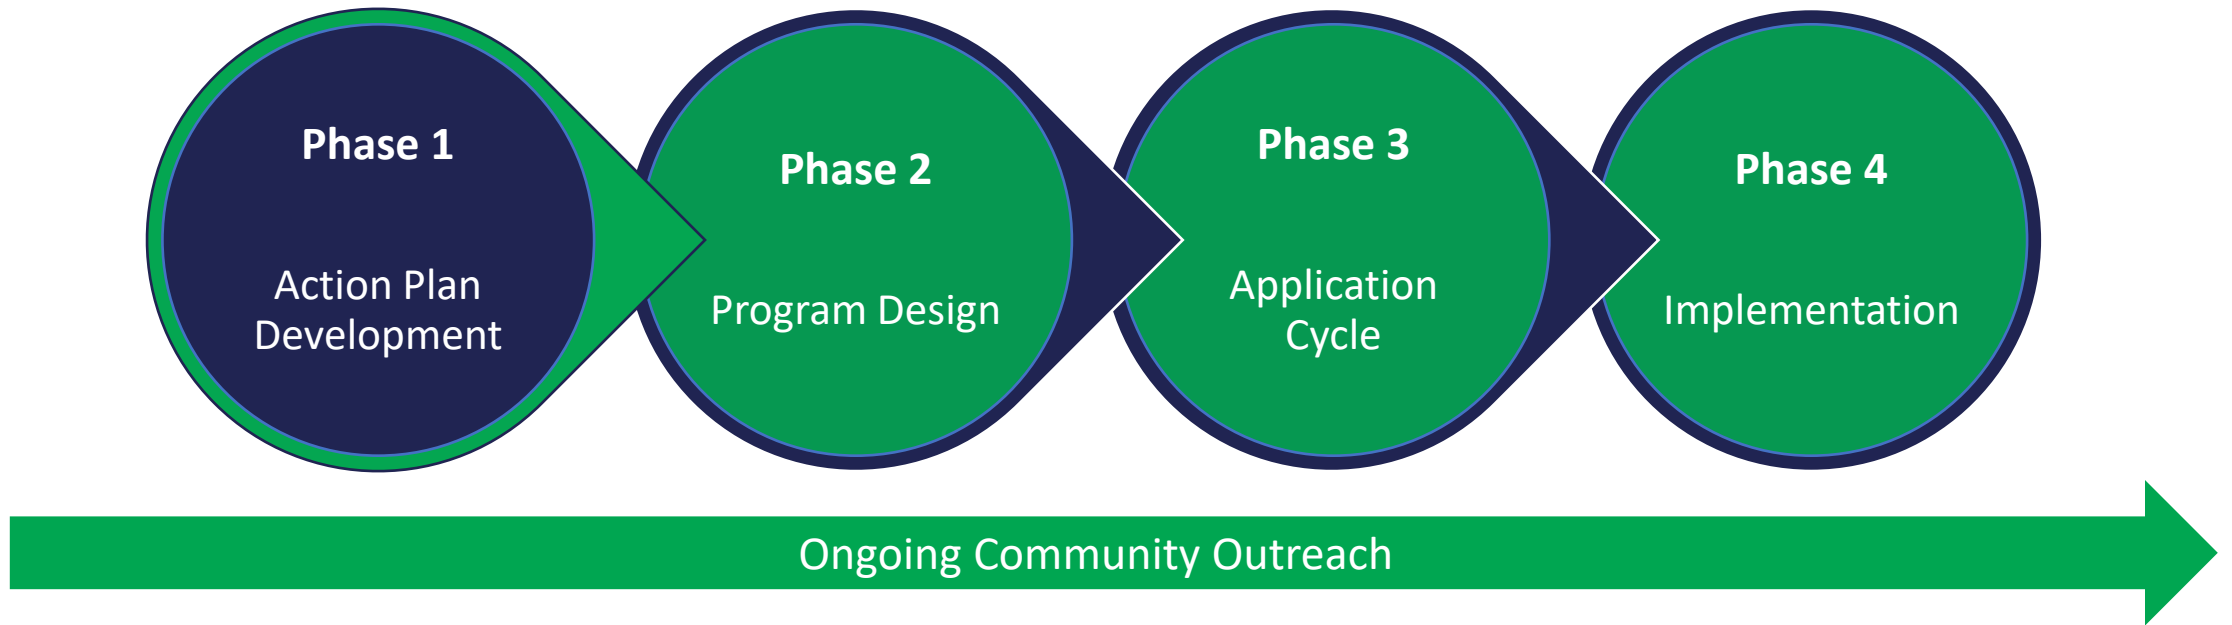 Phase 1
Action Plan
Development
Phase 2
Program Design
Phase 3
Application
Cycle
Phase 4
Implementation
Ongoing Community Outreach